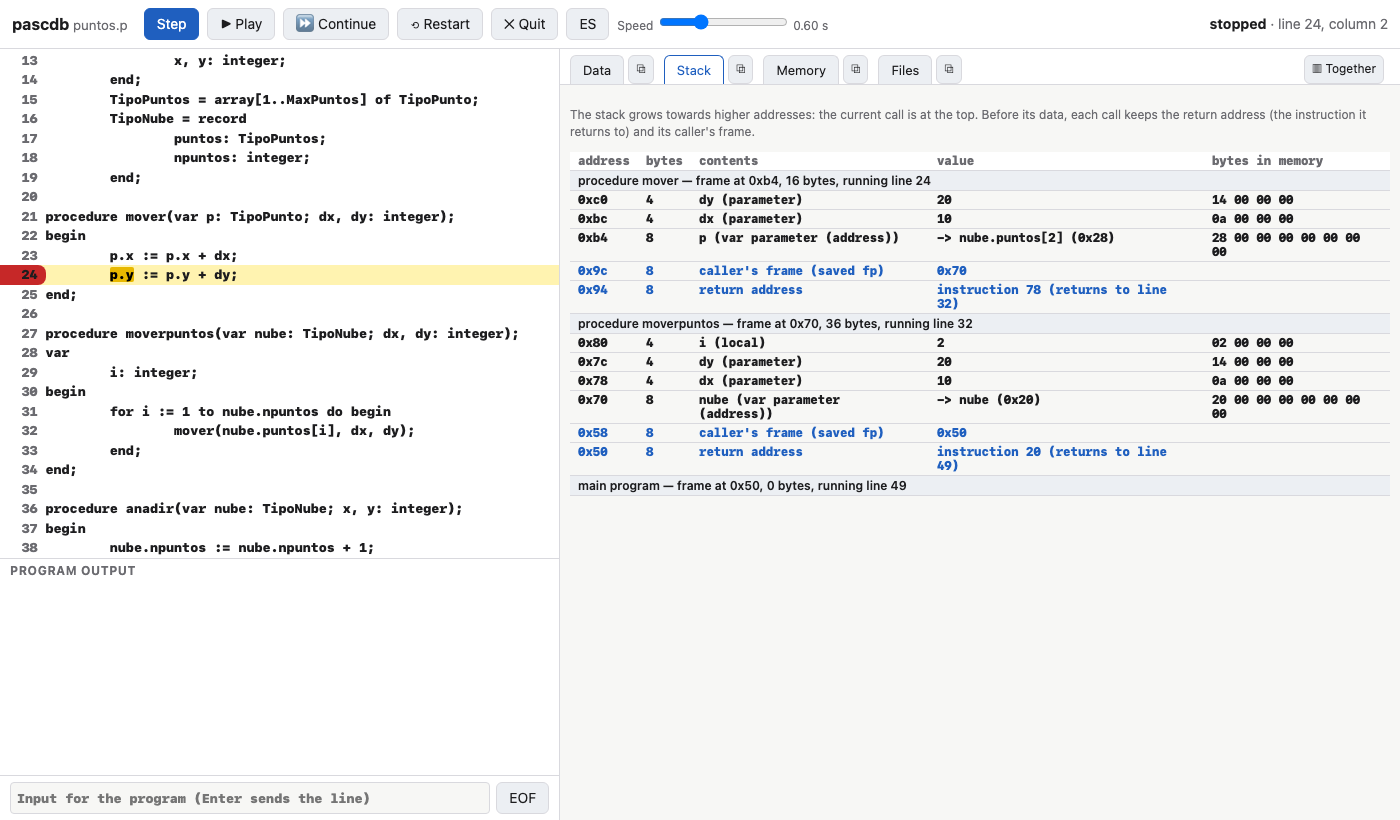 pascdb puntos.p Step ▶ Play ⏩ Continue ⟲ Restart ✕ Quit ES Speed 0.60 s stopped · line 24, column 2
13 x, y: integer;
14 end;
15 TipoPuntos = array[1..MaxPuntos] of TipoPunto;
16 TipoNube = record
17 puntos: TipoPuntos;
18 npuntos: integer;
19 end;
20
21 procedure mover(var p: TipoPunto; dx, dy: integer);
22 begin
23 p.x := p.x + dx;
24 p.y := p.y + dy;
25 end;
26
27 procedure moverpuntos(var nube: TipoNube; dx, dy: integer);
28 var
29 i: integer;
30 begin
31 for i := 1 to nube.npuntos do begin
32 mover(nube.puntos[i], dx, dy);
33 end;
34 end;
35
36 procedure anadir(var nube: TipoNube; x, y: integer);
37 begin
38 nube.npuntos := nube.npuntos + 1;
PROGRAM OUTPUT
Input for the program (Enter sends the line) EOF
Data Stack Memory Files Together
The stack grows towards higher addresses: the current call is at the top. Before its data, each call keeps the return address (the instruction it
returns to) and its caller's frame.
address bytes contents value bytes in memory
procedure mover — frame at 0xb4, 16 bytes, running line 24
0xc0 4 dy (parameter) 20 14 00 00 00
0xbc 4 dx (parameter) 10 0a 00 00 00
0xb4 8 p (var parameter (address)) -> nube.puntos[2] (0x28) 28 00 00 00 00 00 00
00
0x9c 8 caller's frame (saved fp) 0x70
0x94 8 return address instruction 78 (returns to line
32)
procedure moverpuntos — frame at 0x70, 36 bytes, running line 32
0x80 4 i (local) 2 02 00 00 00
0x7c 4 dy (parameter) 20 14 00 00 00
0x78 4 dx (parameter) 10 0a 00 00 00
0x70 8 nube (var parameter -> nube (0x20) 20 00 00 00 00 00 00
(address)) 00
0x58 8 caller's frame (saved fp) 0x50
0x50 8 return address instruction 20 (returns to line
49)
main program — frame at 0x50, 0 bytes, running line 49